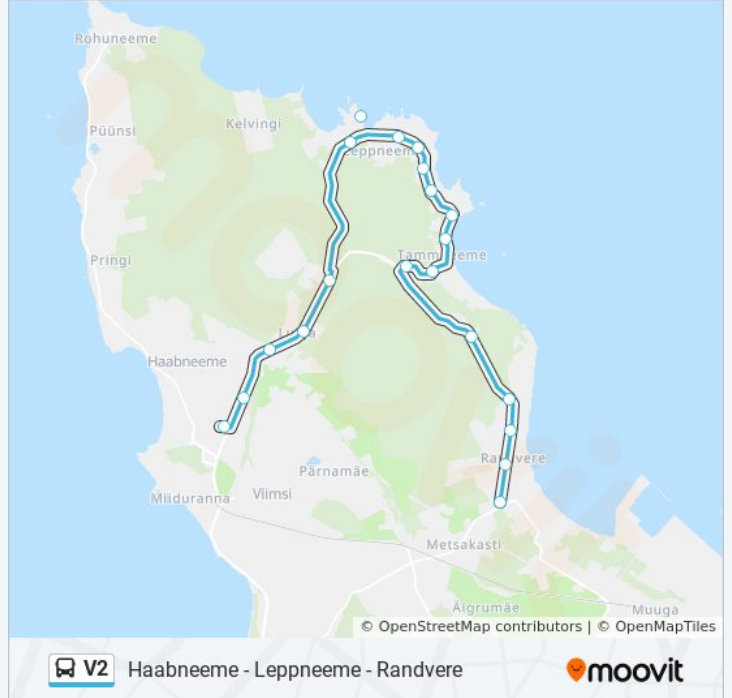 Rohuneeme
Kelvingi
Püünsi
Leppneeme
Pringi
Tammneeme
Lubja
Haabneeme
Randvere
Pärnamäe
Miiduranna
Viimsi
Metsakasti
Äigrumäe
Muuga
© OpenStreetMap contributors | © OpenMapTiles
V2 Haabneeme - Leppneeme - Randvere
moovit